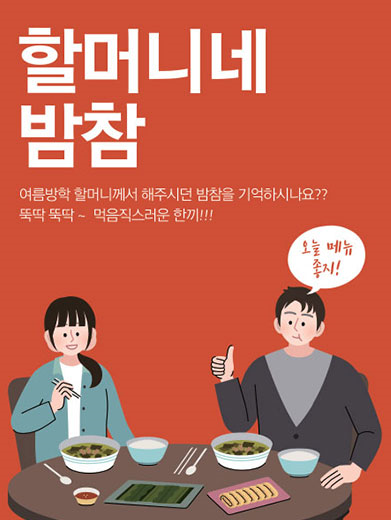 할머니네
밤참
여름방학 할머니께서 해주시던 밤참을 기억하시나요??
뚝딱 뚝딱 ~ 먹음직스러운 한끼!!!
오늘 메뉴
좋지!